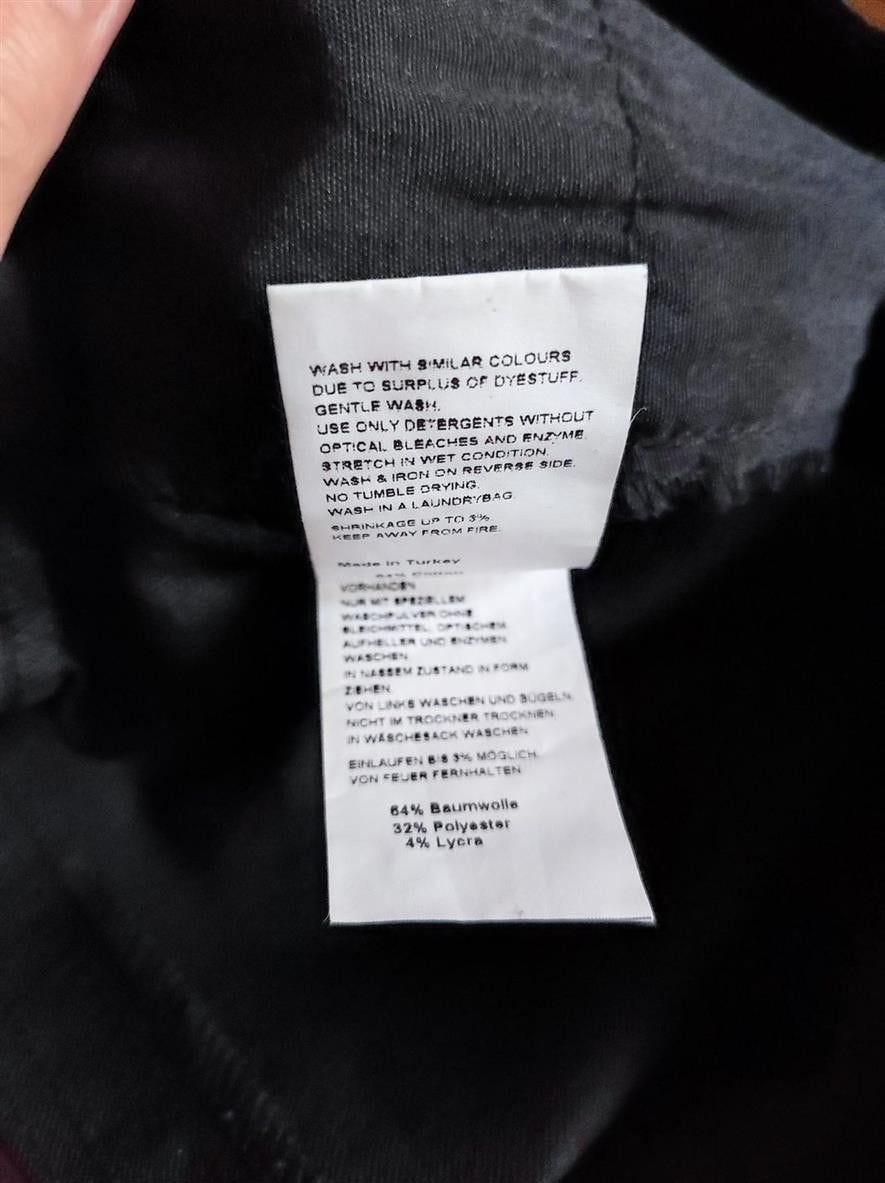 WASH WITH SIMILAR COLOURS
DUE TO SURPLUS OF DYESTUFF.
GENTLE WASH.
USE ONLY DETERGENTS WITHOUT
OPTICAL BLEACHES AND ENZYME.
STRETCH IN WET CONDITION.
WASH & IRON ON REVERSE SIDE.
NO TUMBLE DRYING.
WASH IN A LAUNDRYBAG.
SHRINKAGE UP TO 3%
KEEP AWAY FROM FIRE.
Made in Turkey
64% Cotton
VORHANDEN
NUR MIT SPEZIELLEM
WASCHPULVER OHNE
BLEICHMITTEL, OPTISCHEM
AUFHELLER UND ENZYMEN
WASCHEN.
IN NASSEM ZUSTAND IN FORM
ZIEHEN.
VON LINKS WASCHEN UND BÜGELN.
NICHT IM TROCKNER TROCKNEN.
IN WÄSCHESACK WASCHEN.
EINLAUFEN BIS 3% MÖGLICH.
VON FEUER FERNHALTEN.
64% Baumwolle
32% Polyester
4% Lycra